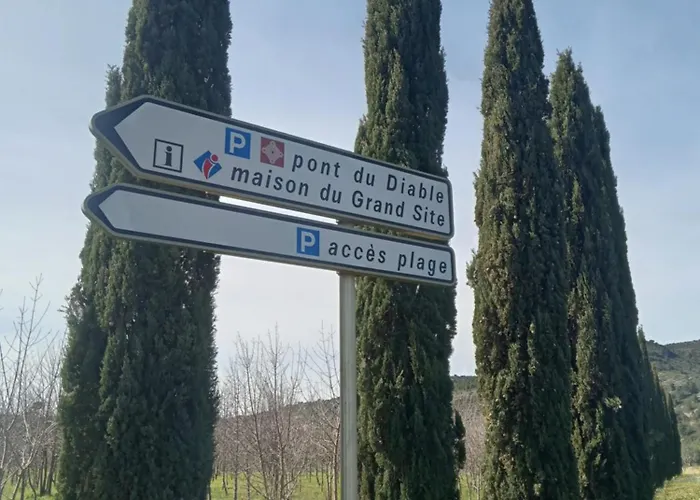 P pont du Diable
i maison du Grand Site
P accès plage